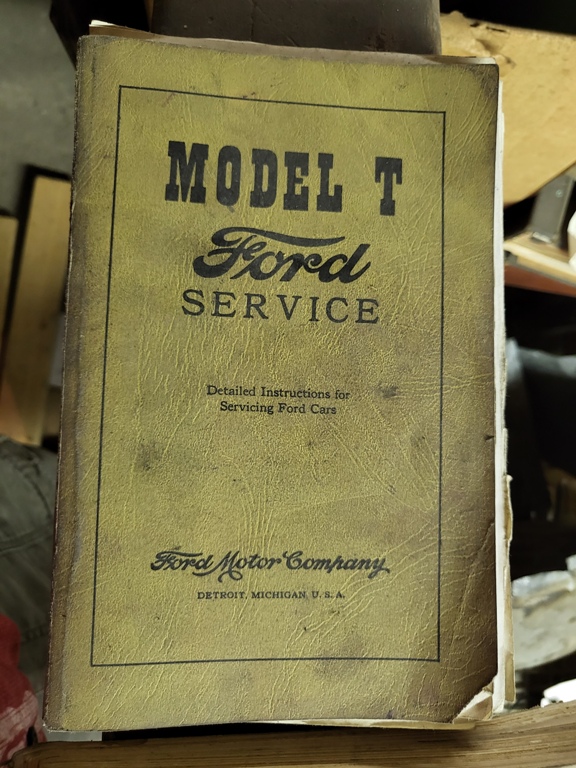 MODEL T
Ford
SERVICE
Detailed Instructions for
Servicing Ford Cars
Ford Motor Company
DETROIT, MICHIGAN, U. S. A.